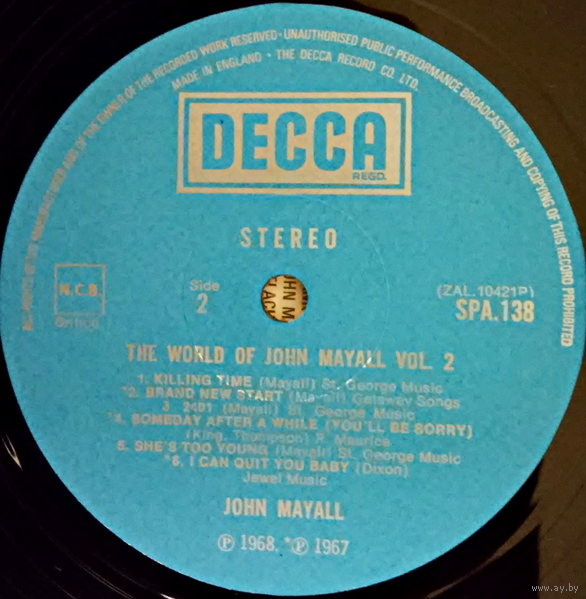 ALL RIGHTS OF THE MANUFACTURER AND OF THE OWNER OF THE RECORDED WORK RESERVED · UNAUTHORISED PUBLIC PERFORMANCE BROADCASTING AND COPYING OF THIS RECORD PROHIBITED
MADE IN ENGLAND · THE DECCA RECORD CO. LTD.
DECCA
REGD.
STEREO
N.C.B.
Side
2
(ZAL.10421P)
SPA.138
JOHN M
THE WORLD OF JOHN MAYALL VOL. 2
1. KILLING TIME (Mayall) St. George Music
*2. BRAND NEW START (Mayall) Getaway Songs
3. 2401 (Mayall) St. George Music
*4. SOMEDAY AFTER A WHILE (YOU'LL BE SORRY)
(King, Thompson) R. Maurice
5. SHE'S TOO YOUNG (Mayall) St. George Music
*6. I CAN QUIT YOU BABY (Dixon)
Jewel Music
JOHN MAYALL
℗ 1968. *℗ 1967
www.ay.by